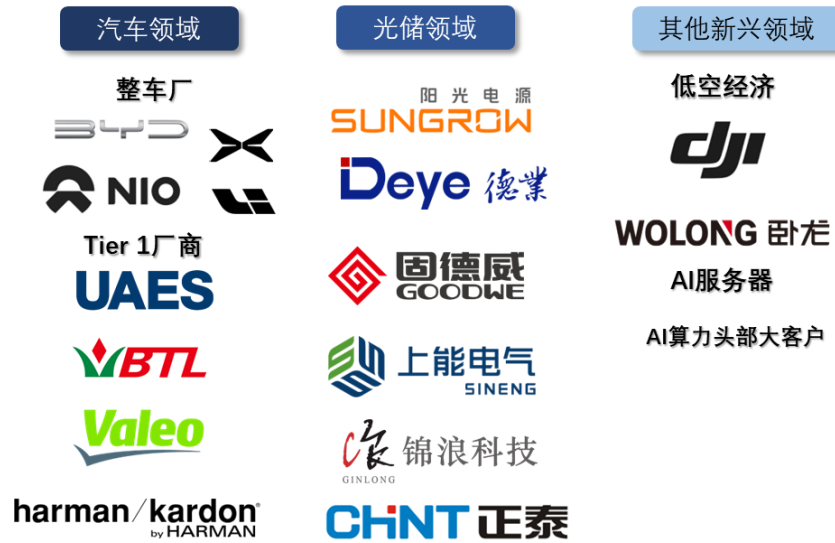 汽车领域
整车厂
BYD
NIO
Tier 1厂商
UAES
BTL
Valeo
harman/kardon
by HARMAN
光储领域
阳光电源
SUNGROW
Deye 德業
固德威
GOODWE
上能电气
SINENG
锦浪科技
GINLONG
CHNT 正泰
其他新兴领域
低空经济
dji
WOLONG 卧龙
AI服务器
AI算力头部大客户